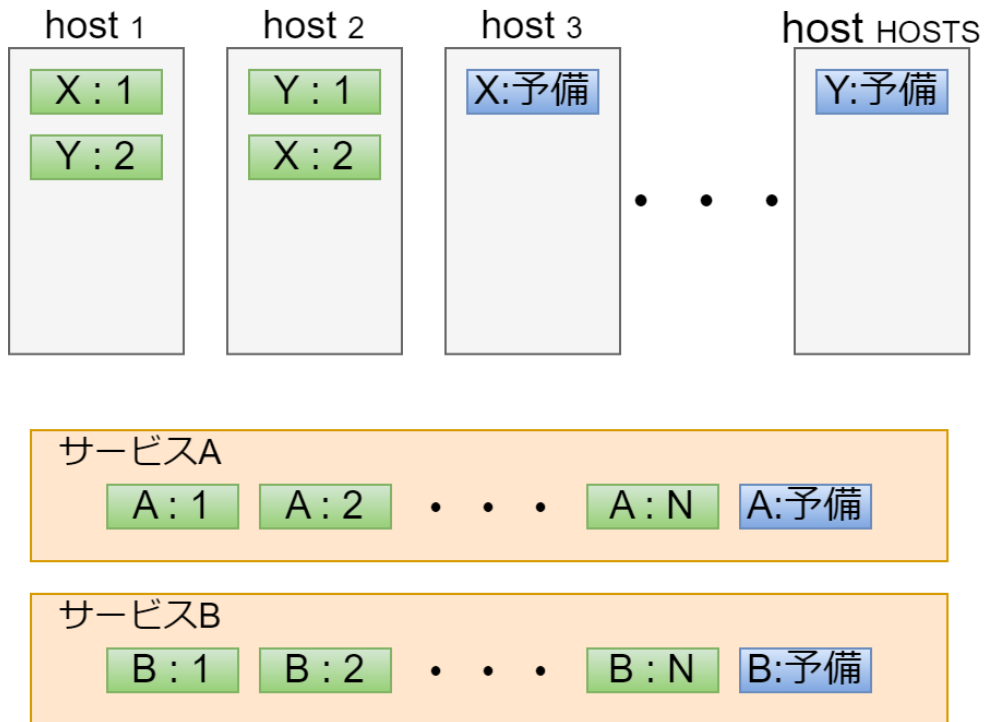 host 1 host 2 host 3 host HOSTS
X : 1 Y : 1 X:予備 Y:予備
Y : 2 X : 2
・ ・ ・
サービスA
A : 1 A : 2 ・ ・ ・ A : N A:予備
サービスB
B : 1 B : 2 ・ ・ ・ B : N B:予備